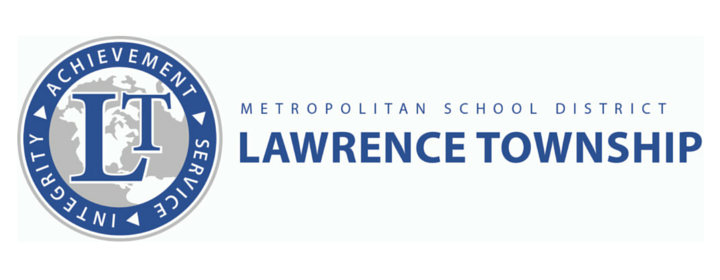 ACHIEVEMENT
SERVICE
INTEGRITY
LT
METROPOLITAN SCHOOL DISTRICT
LAWRENCE TOWNSHIP